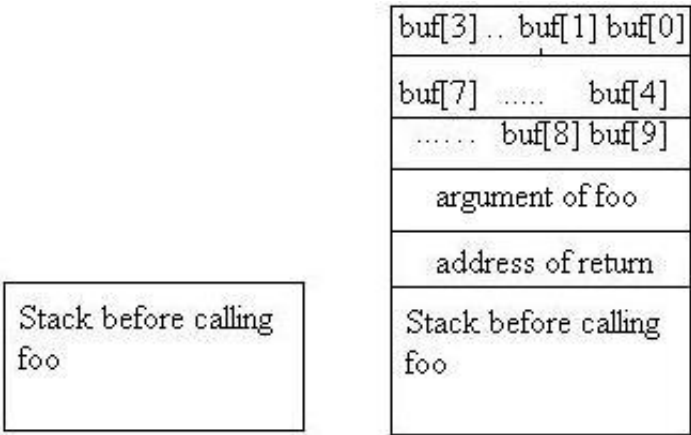 buf[3] .. buf[1] buf[0]
buf[7] ...... buf[4]
...... buf[8] buf[9]
argument of foo
address of return
Stack before calling
foo
Stack before calling
foo